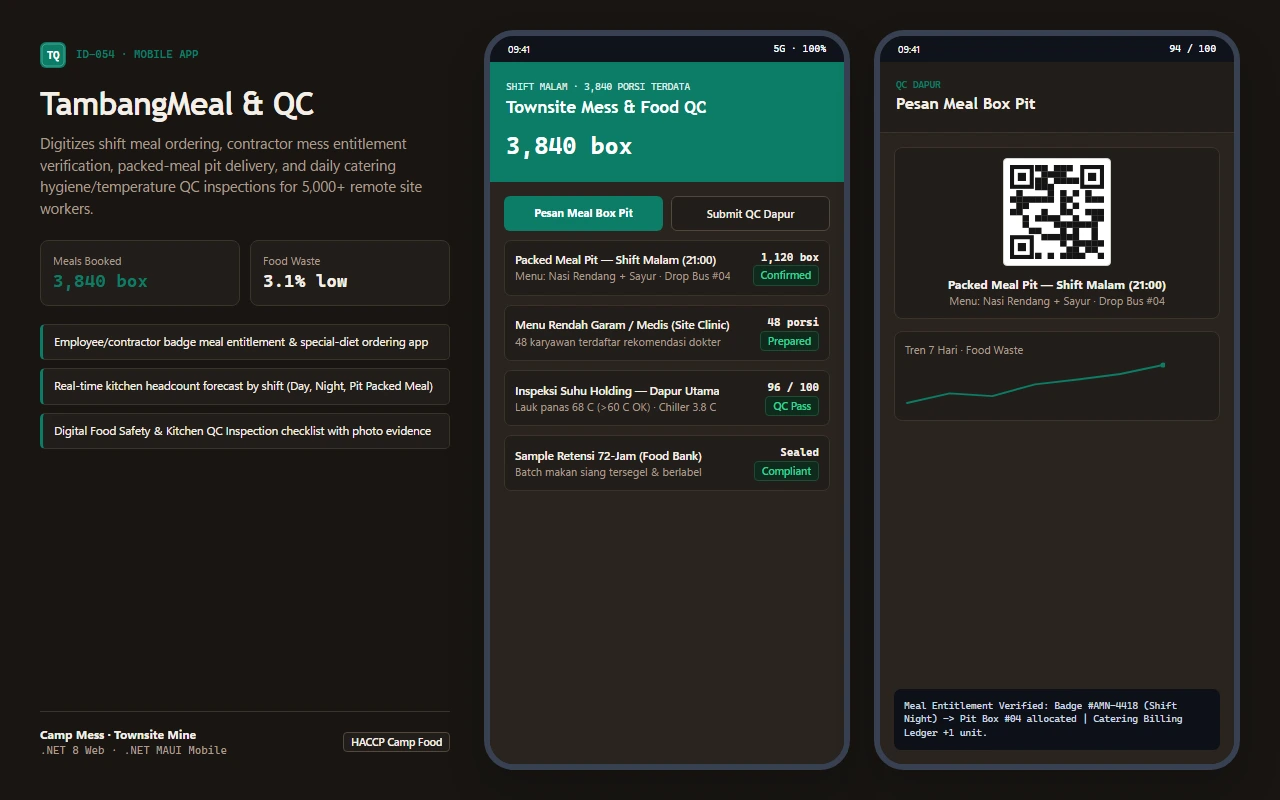 TQ
ID-054 · MOBILE APP
TambangMeal & QC
Digitizes shift meal ordering, contractor mess entitlement
verification, packed-meal pit delivery, and daily catering
hygiene/temperature QC inspections for 5,000+ remote site
workers.
Meals Booked
3,840 box
Food Waste
3.1% low
Employee/contractor badge meal entitlement & special-diet ordering app
Real-time kitchen headcount forecast by shift (Day, Night, Pit Packed Meal)
Digital Food Safety & Kitchen QC Inspection checklist with photo evidence
Camp Mess · Townsite Mine
.NET 8 Web · .NET MAUI Mobile
HACCP Camp Food
09:41
5G · 100%
SHIFT MALAM · 3,840 PORSI TERDATA
Townsite Mess & Food QC
3,840 box
Pesan Meal Box Pit
Submit QC Dapur
Packed Meal Pit — Shift Malam (21:00)
1,120 box
Menu: Nasi Rendang + Sayur · Drop Bus #04
Confirmed
Menu Rendah Garam / Medis (Site Clinic)
48 porsi
48 karyawan terdaftar rekomendasi dokter
Prepared
Inspeksi Suhu Holding — Dapur Utama
96 / 100
Lauk panas 68 C (>60 C OK) · Chiller 3.8 C
QC Pass
Sample Retensi 72-Jam (Food Bank)
Sealed
Batch makan siang tersegel & berlabel
Compliant
09:41
94 / 100
QC DAPUR
Pesan Meal Box Pit
Packed Meal Pit — Shift Malam (21:00)
Menu: Nasi Rendang + Sayur · Drop Bus #04
Tren 7 Hari · Food Waste
Meal Entitlement Verified: Badge #AMN-4418 (Shift
Night) -> Pit Box #04 allocated | Catering Billing
Ledger +1 unit.